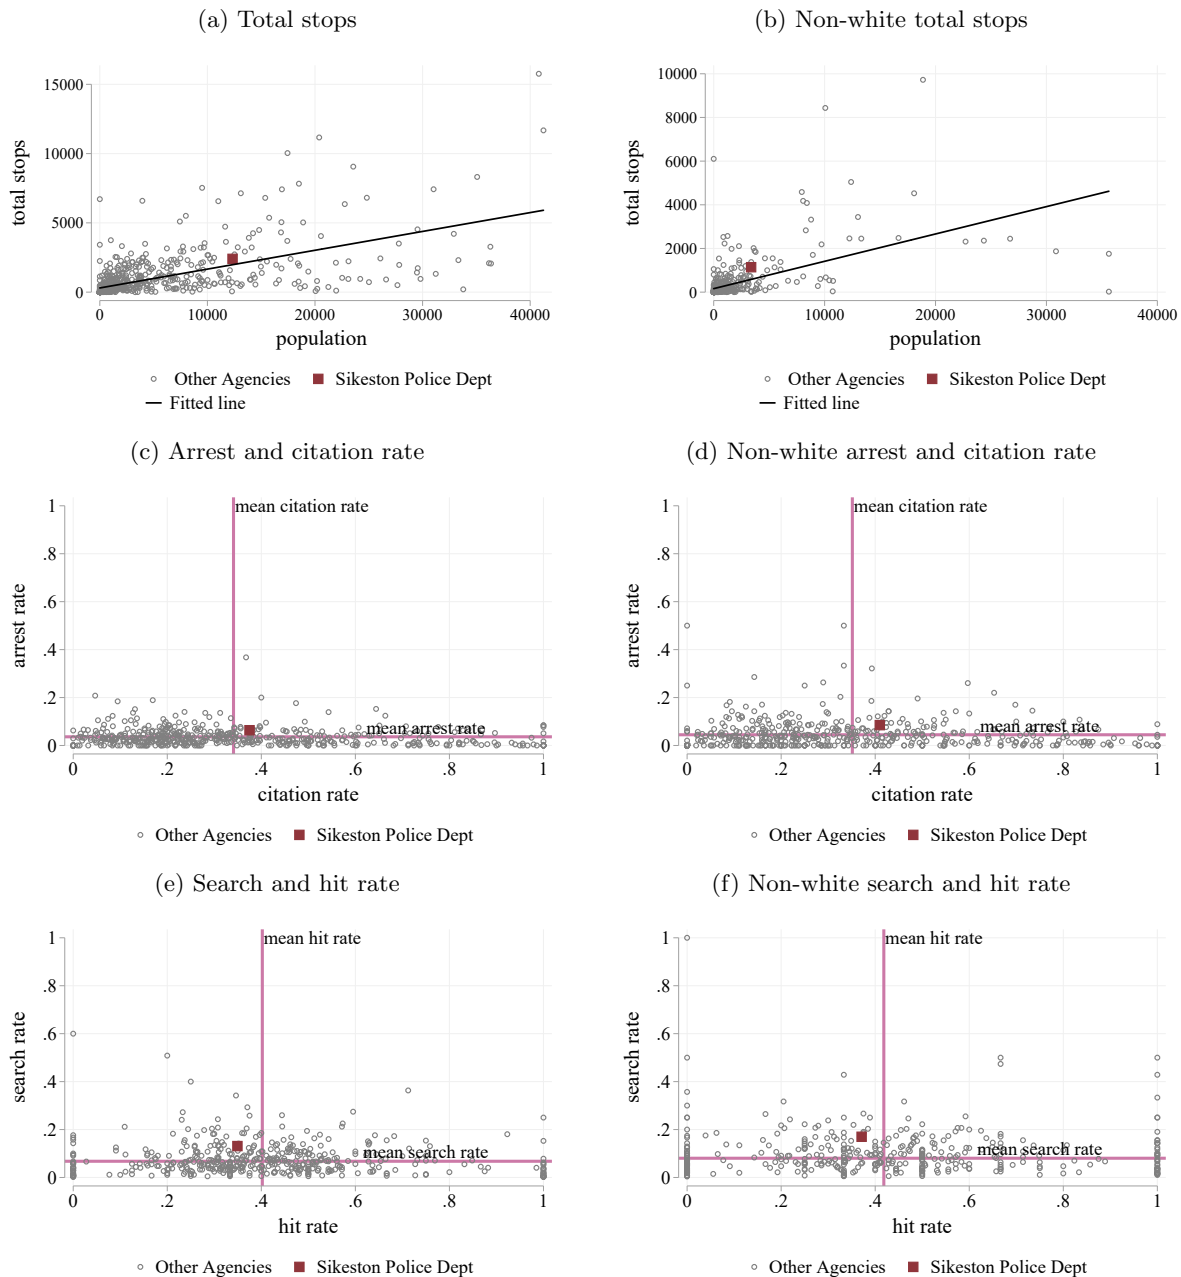 (a) Total stops
(b) Non-white total stops
total stops
15000
10000
5000
0
0 10000 20000 30000 40000
population
Other Agencies Sikeston Police Dept
Fitted line
total stops
10000
8000
6000
4000
2000
0
0 10000 20000 30000 40000
population
Other Agencies Sikeston Police Dept
Fitted line
(c) Arrest and citation rate
(d) Non-white arrest and citation rate
arrest rate
1
.8
.6
.4
.2
0
mean citation rate
mean arrest rate
0 .2 .4 .6 .8 1
citation rate
Other Agencies Sikeston Police Dept
arrest rate
1
.8
.6
.4
.2
0
mean citation rate
mean arrest rate
0 .2 .4 .6 .8 1
citation rate
Other Agencies Sikeston Police Dept
(e) Search and hit rate
(f) Non-white search and hit rate
search rate
1
.8
.6
.4
.2
0
mean hit rate
mean search rate
0 .2 .4 .6 .8 1
hit rate
Other Agencies Sikeston Police Dept
search rate
1
.8
.6
.4
.2
0
mean hit rate
mean search rate
0 .2 .4 .6 .8 1
hit rate
Other Agencies Sikeston Police Dept